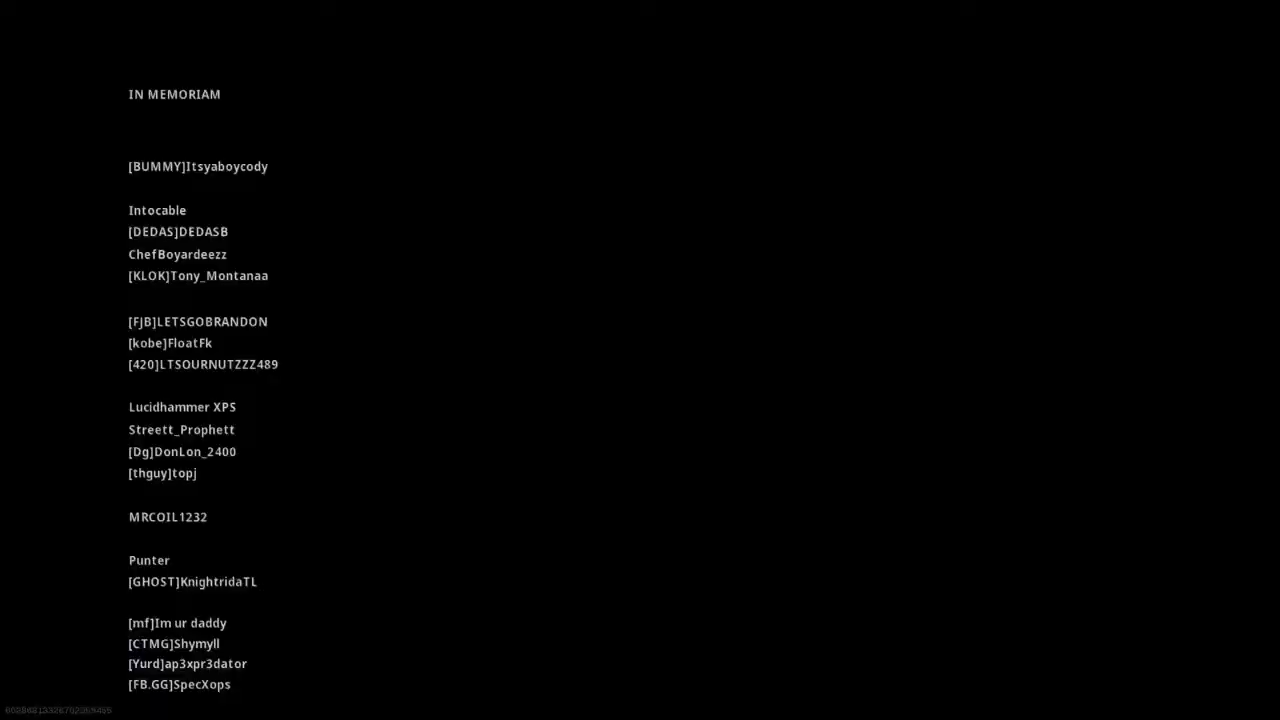 IN MEMORIAM
[BUMMY]Itsyaboycody
Intocable
[DEDAS]DEDASB
ChefBoyardeezz
[KLOK]Tony_Montanaa
[FJB]LETSGOBRANDON
[kobe]FloatFk
[420]LTSOURNUTZZZ489
Lucidhammer XPS
Streett_Prophett
[Dg]DonLon_2400
[thguy]topj
MRCOIL1232
Punter
[GHOST]KnightridaTL
[mf]Im ur daddy
[CTMG]Shymyll
[Yurd]ap3xpr3dator
[FB.GG]SpecXops